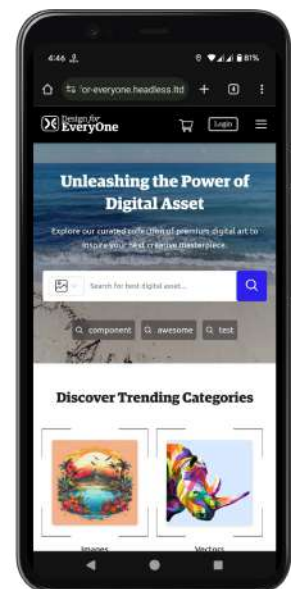 4:46
81%
or-everyone.headless.ltd
4
Design for
EveryOne
Login
Unleashing the Power of
Digital Asset
Explore our curated collection of premium digital art to
inspire your next creative masterpiece.
Search for best digital asset...
component
awesome
test
Discover Trending Categories
Images
Vectors